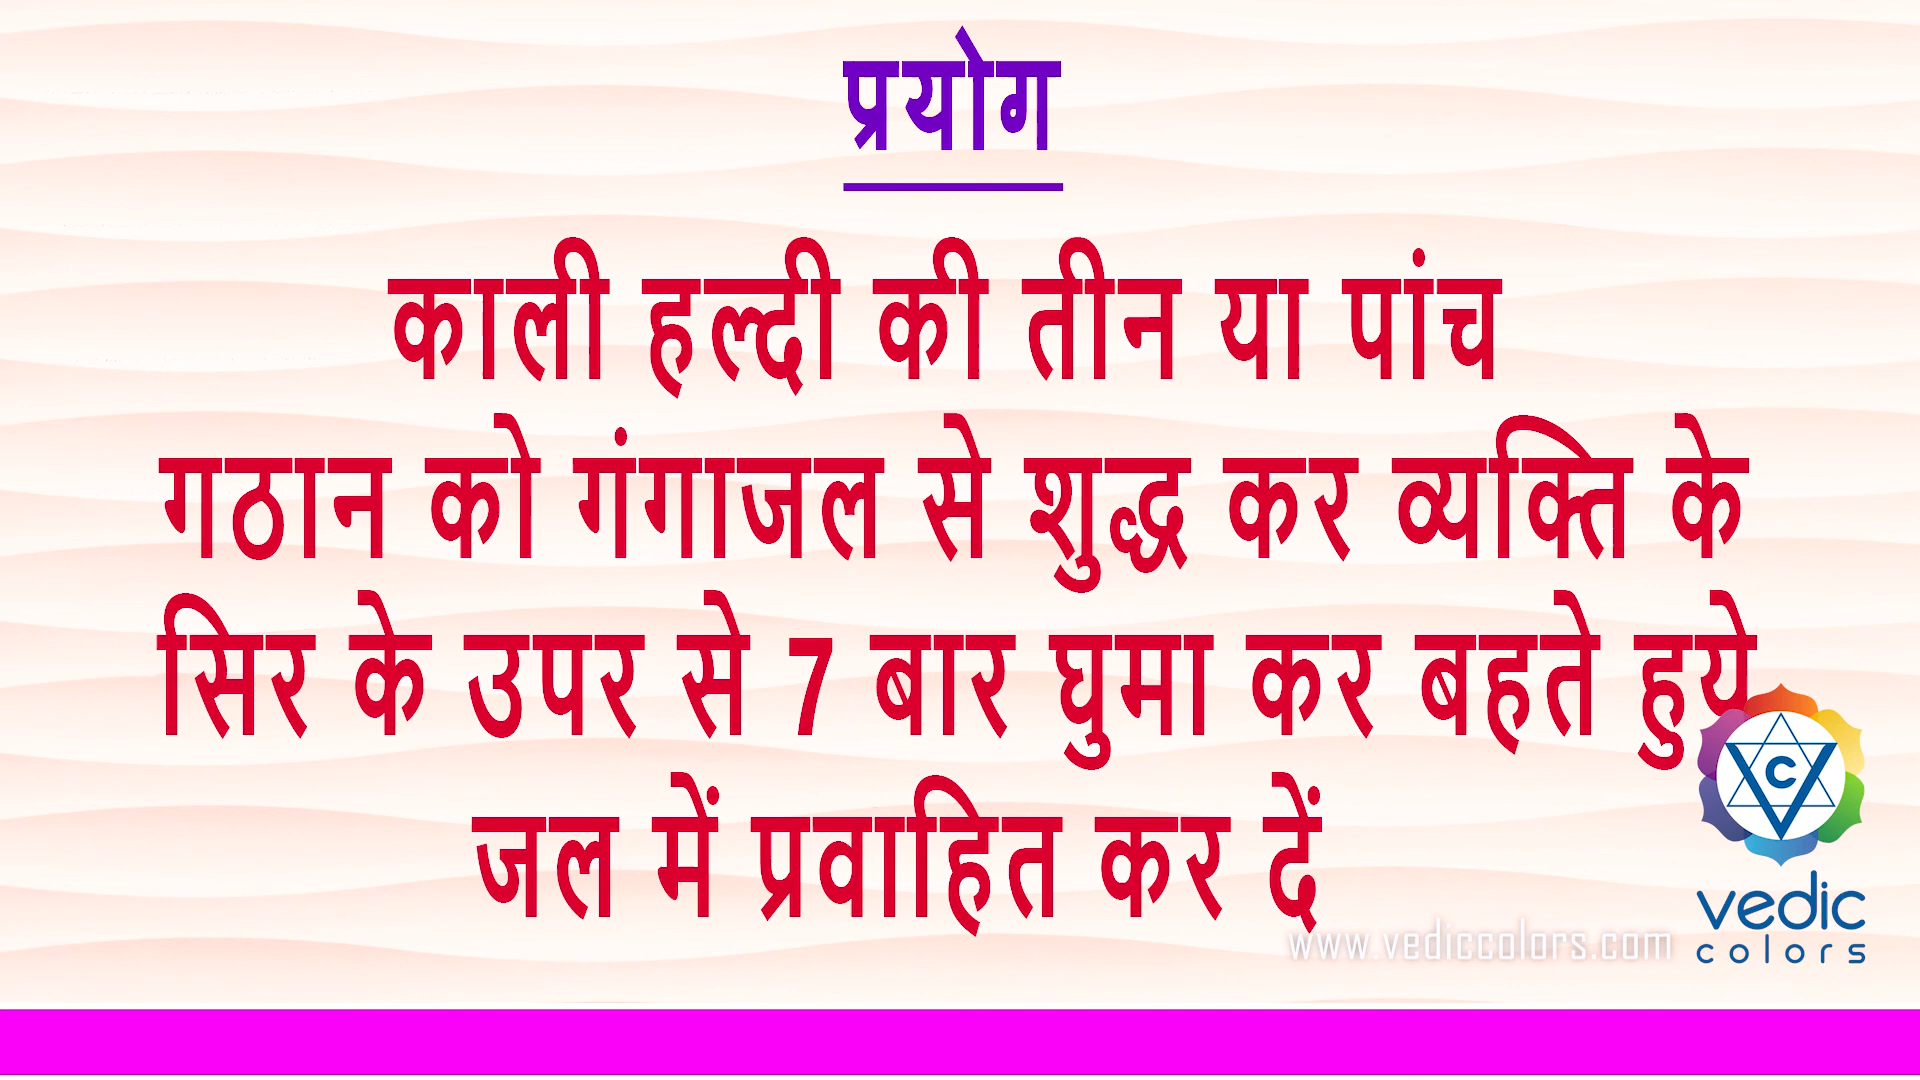 प्रयोग
काली हल्दी की तीन या पांच
गठान को गंगाजल से शुद्ध कर व्यक्ति के
सिर के उपर से 7 बार घुमा कर बहते हुये
जल में प्रवाहित कर दें
www.vediccolors.com
C
vedic
colors